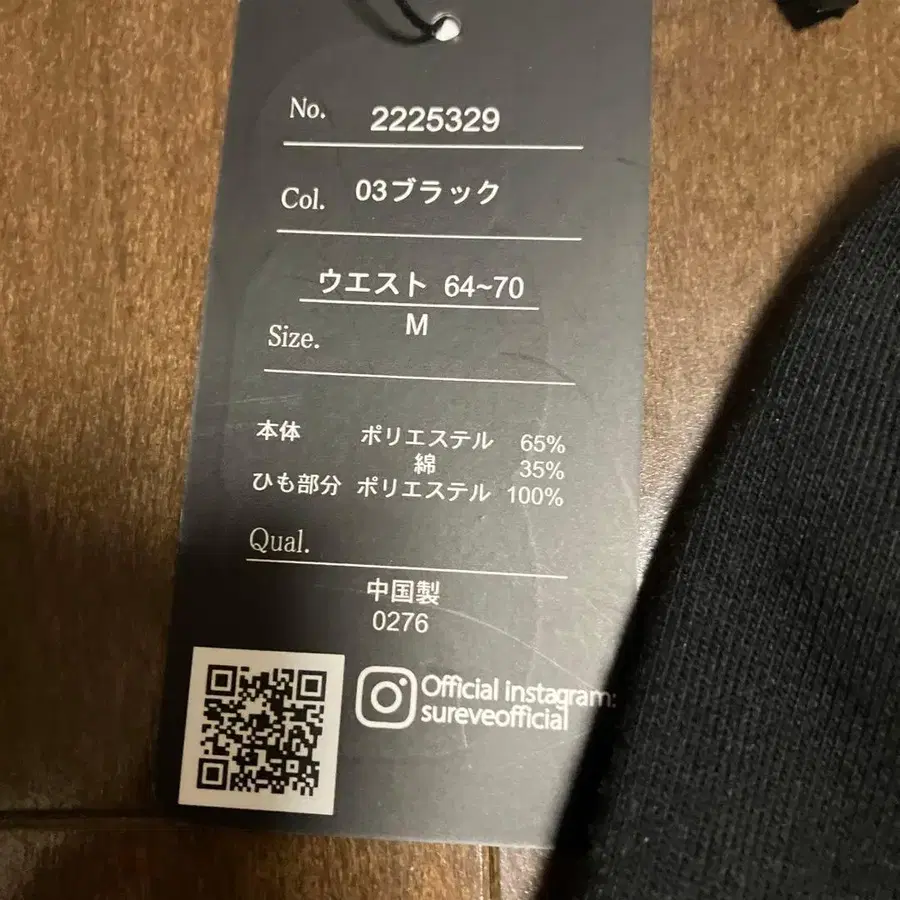 No. 2225329
Col. 03ブラック
ウエスト 64~70
Size. M
本体 ポリエステル 65%
綿 35%
ひも部分 ポリエステル 100%
Qual.
中国製
0276
Official instagram:
sureveofficial